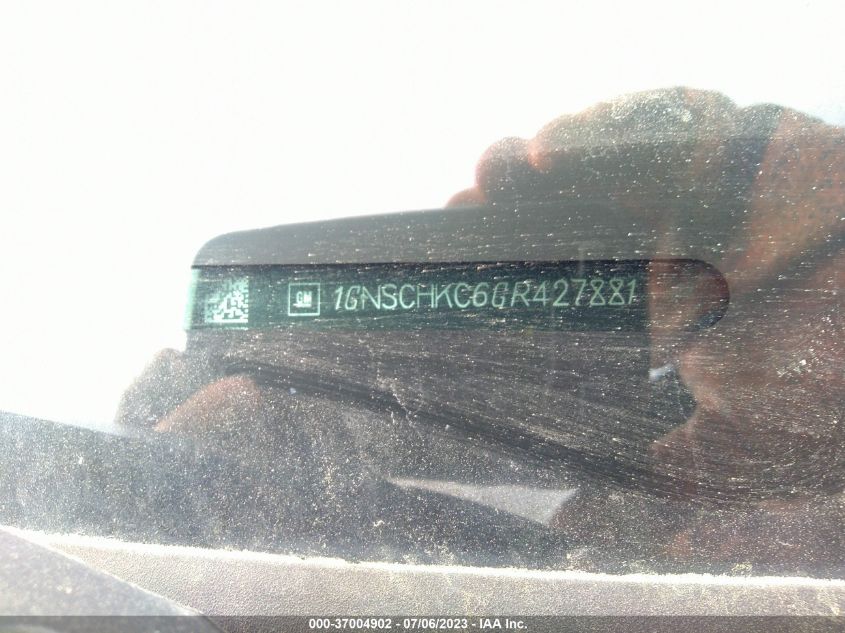 GM 1GNSCHKC6GR427881
000-37004902 - 07/06/2023 - IAA Inc.